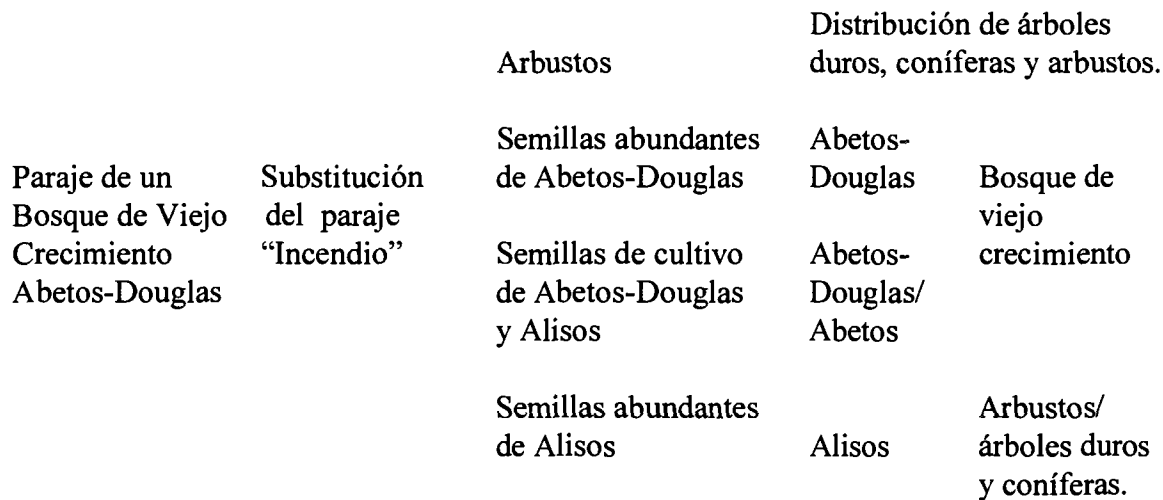 Distribución de árboles
Arbustos
duros, coníferas y arbustos.
Semillas abundantes
de Abetos-Douglas
Abetos-
Douglas
Paraje de un
Bosque de Viejo
Crecimiento
Abetos-Douglas
Substitución
del paraje
“Incendio”
Bosque de
viejo
crecimiento
Semillas de cultivo
de Abetos-Douglas
y Alisos
Abetos-
Douglas/
Abetos
Semillas abundantes
de Alisos
Alisos
Arbustos/
árboles duros
y coníferas.